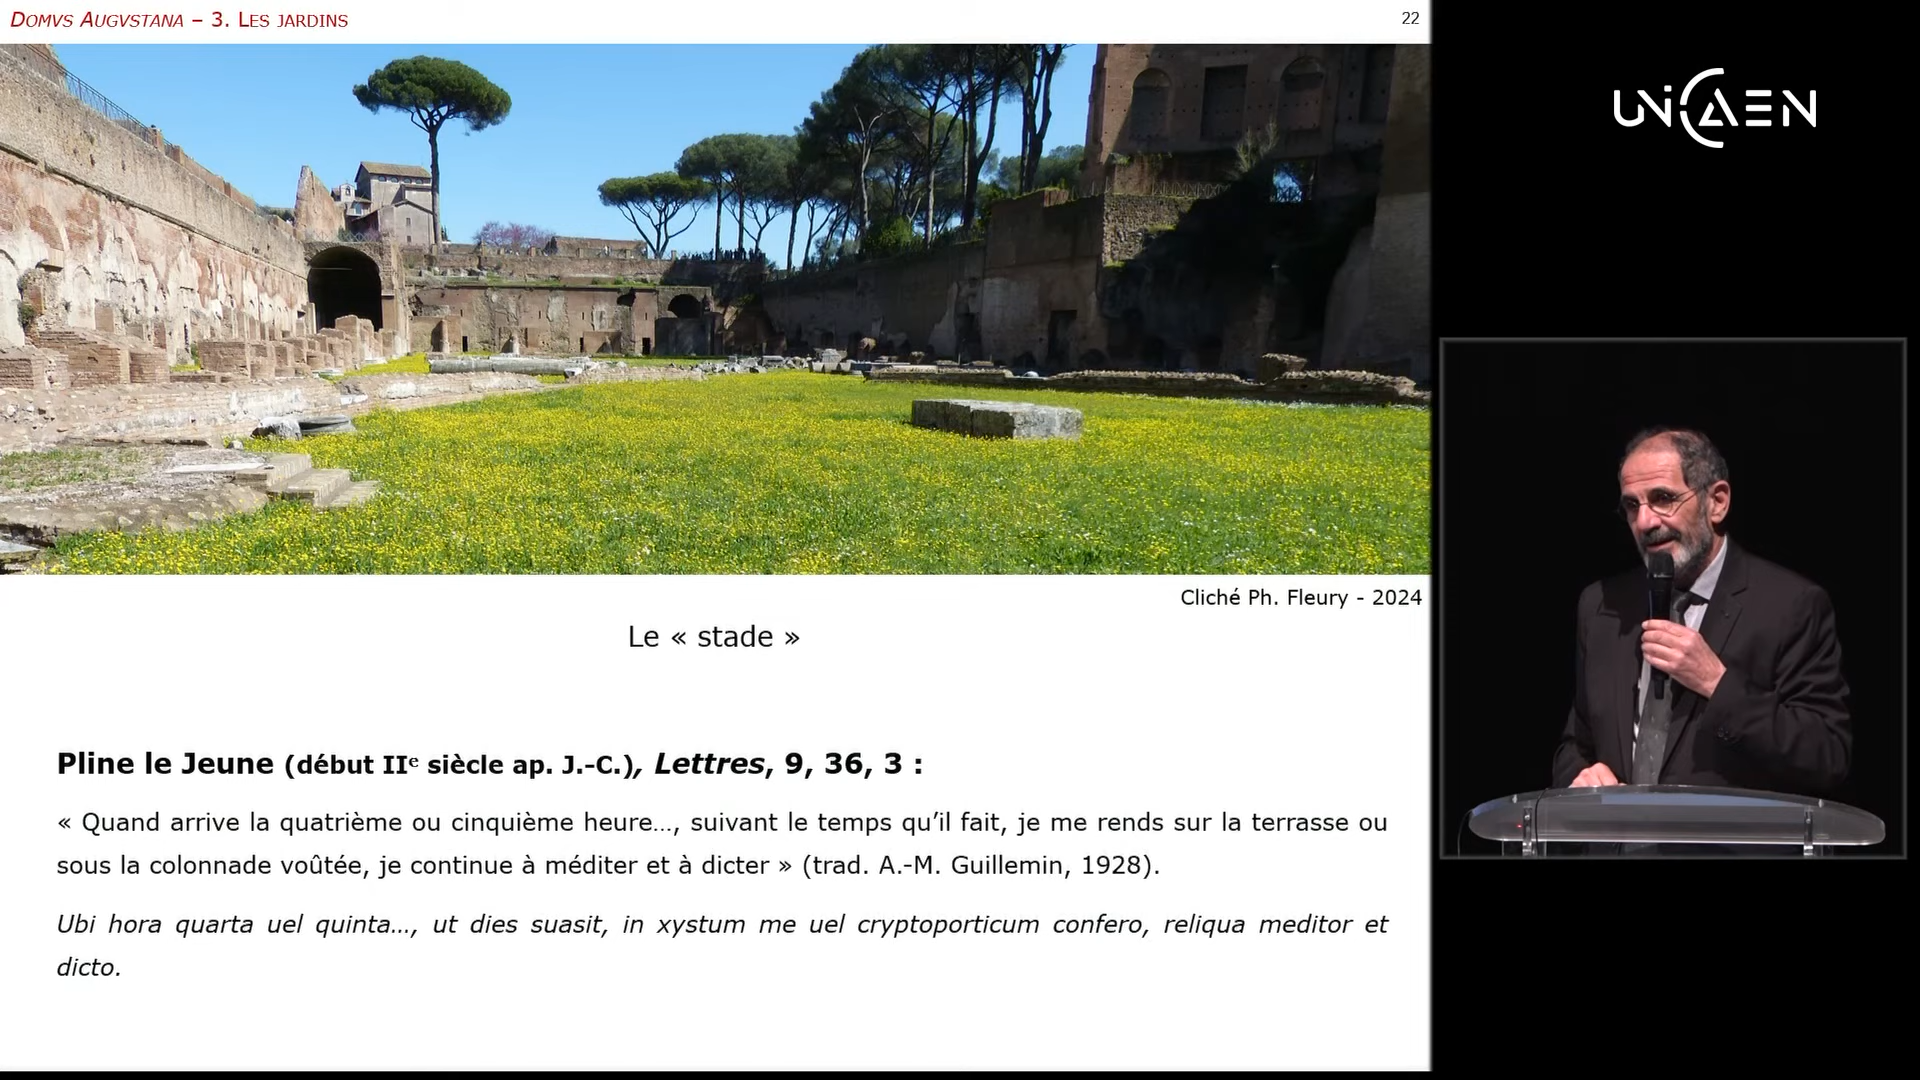 DOMVS AUGVSTANA – 3. LES JARDINS
22
UNICAEN
Cliché Ph. Fleury - 2024
Le « stade »
Pline le Jeune (début IIe siècle ap. J.-C.), Lettres, 9, 36, 3 :
« Quand arrive la quatrième ou cinquième heure…, suivant le temps qu’il fait, je me rends sur la terrasse ou
sous la colonnade voûtée, je continue à méditer et à dicter » (trad. A.-M. Guillemin, 1928).
Ubi hora quarta uel quinta…, ut dies suasit, in xystum me uel cryptoporticum confero, reliqua meditor et
dicto.